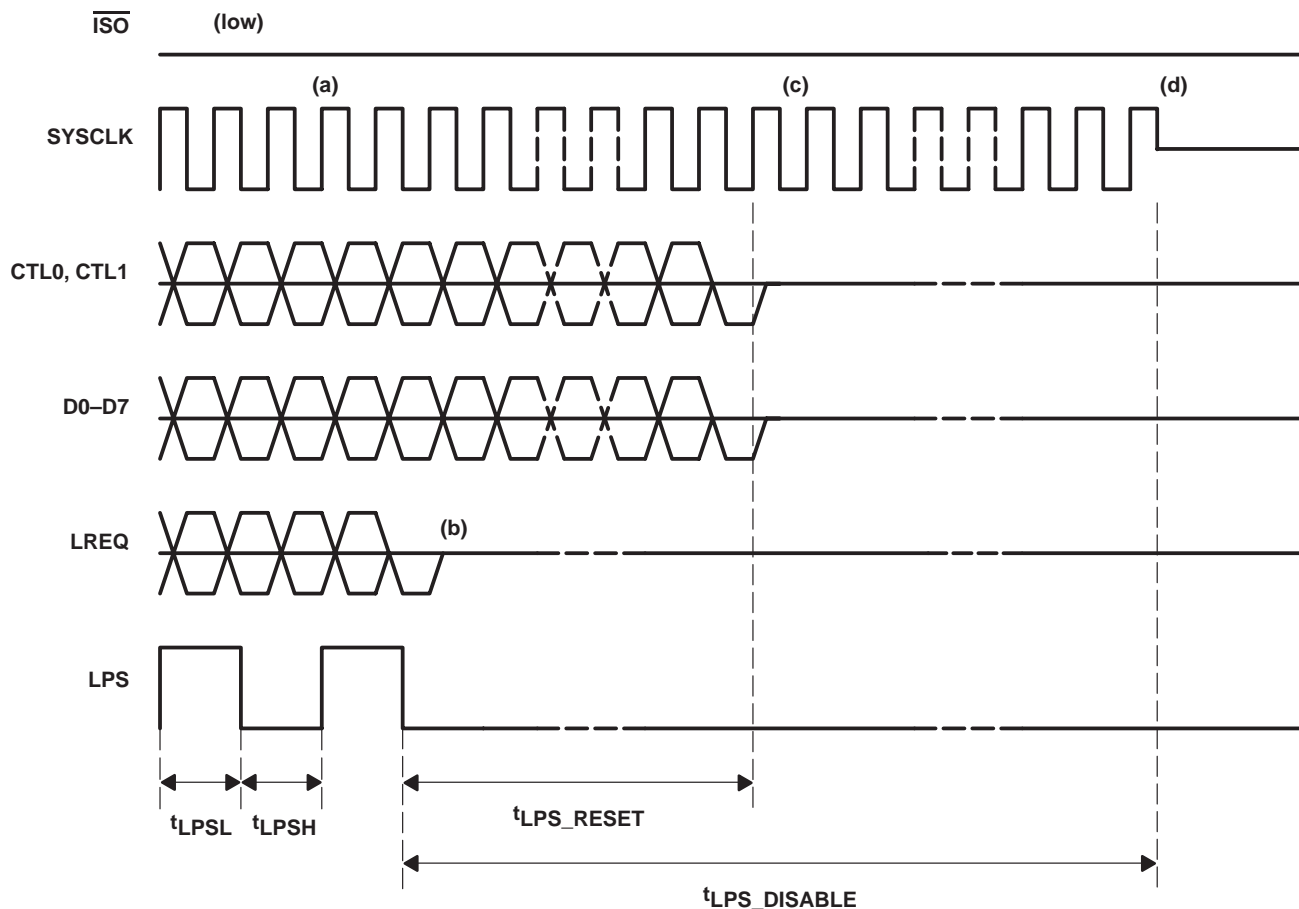 ISO (low)
(a) (c) (d)
SYSCLK
CTL0, CTL1
D0–D7
(b)
LREQ
LPS
tLPSL tLPSH tLPS_RESET
tLPS_DISABLE